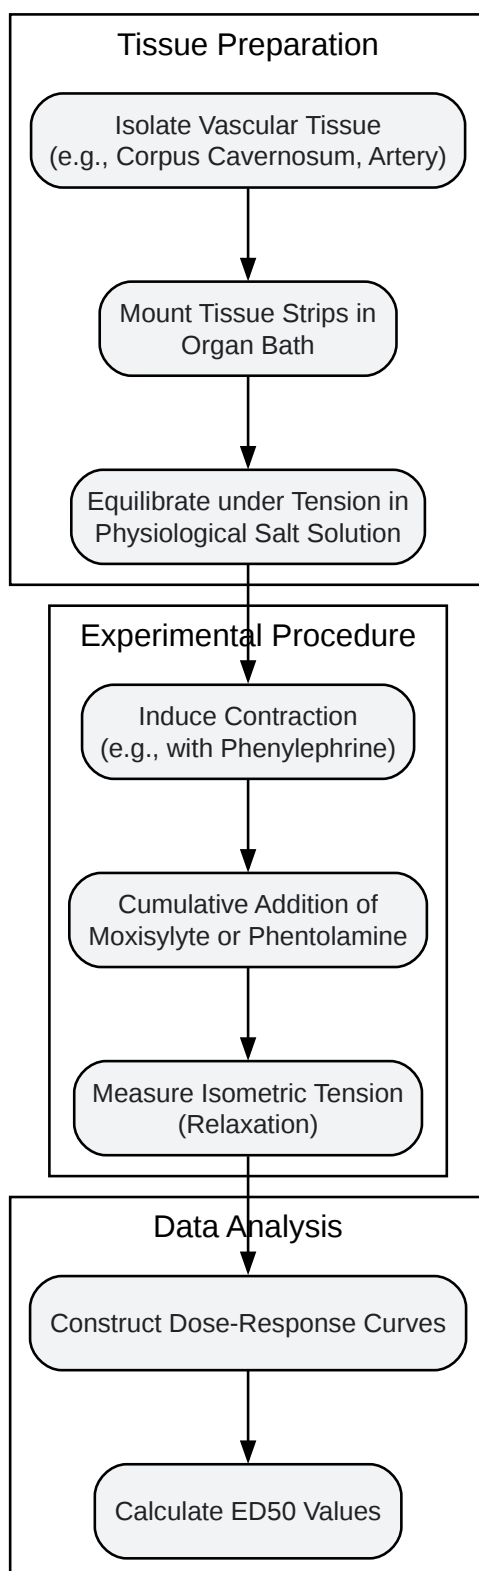 Tissue Preparation
Isolate Vascular Tissue
(e.g., Corpus Cavernosum, Artery)
Mount Tissue Strips in
Organ Bath
Equilibrate under Tension in
Physiological Salt Solution
Experimental Procedure
Induce Contraction
(e.g., with Phenylephrine)
Cumulative Addition of
Moxisylyte or Phentolamine
Measure Isometric Tension
(Relaxation)
Data Analysis
Construct Dose-Response Curves
Calculate ED50 Values